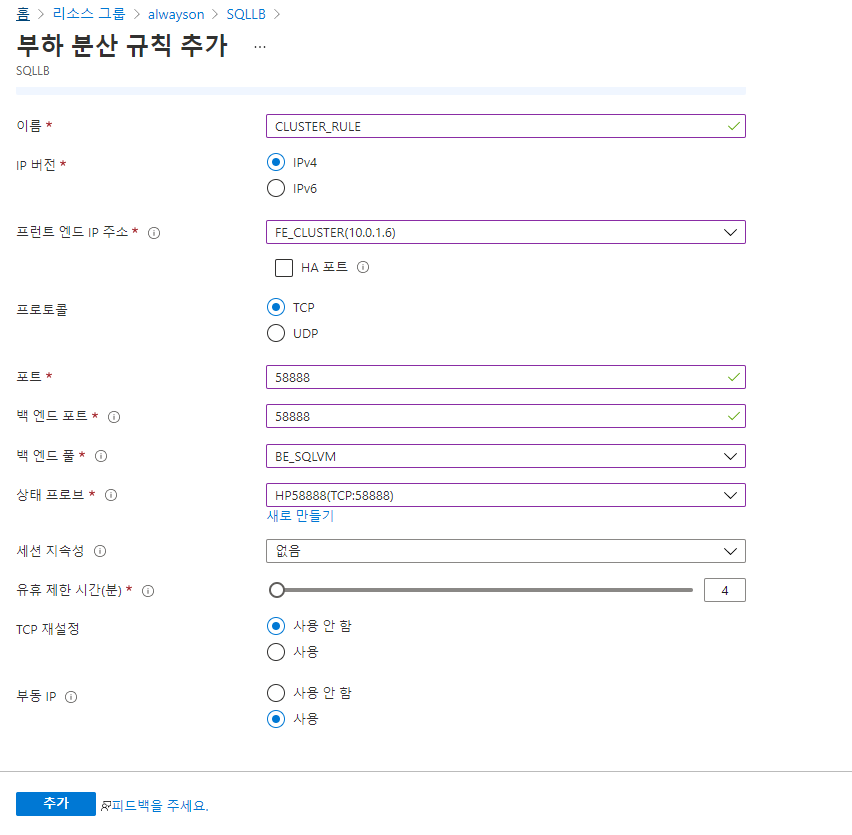 홈 > 리소스 그룹 > alwayson > SQLLB >
부하 분산 규칙 추가 ...
SQLLB
이름 * CLUSTER_RULE
IP 버전 * IPv4
IPv6
프런트 엔드 IP 주소 * FE_CLUSTER(10.0.1.6)
HA 포트
프로토콜 TCP
UDP
포트 * 58888
백 엔드 포트 * 58888
백 엔드 풀 * BE_SQLVM
상태 프로브 * HP58888(TCP:58888)
새로 만들기
세션 지속성 없음
유휴 제한 시간(분) * 4
TCP 재설정 사용 안 함
사용
부동 IP 사용 안 함
사용
추가 피드백을 주세요.